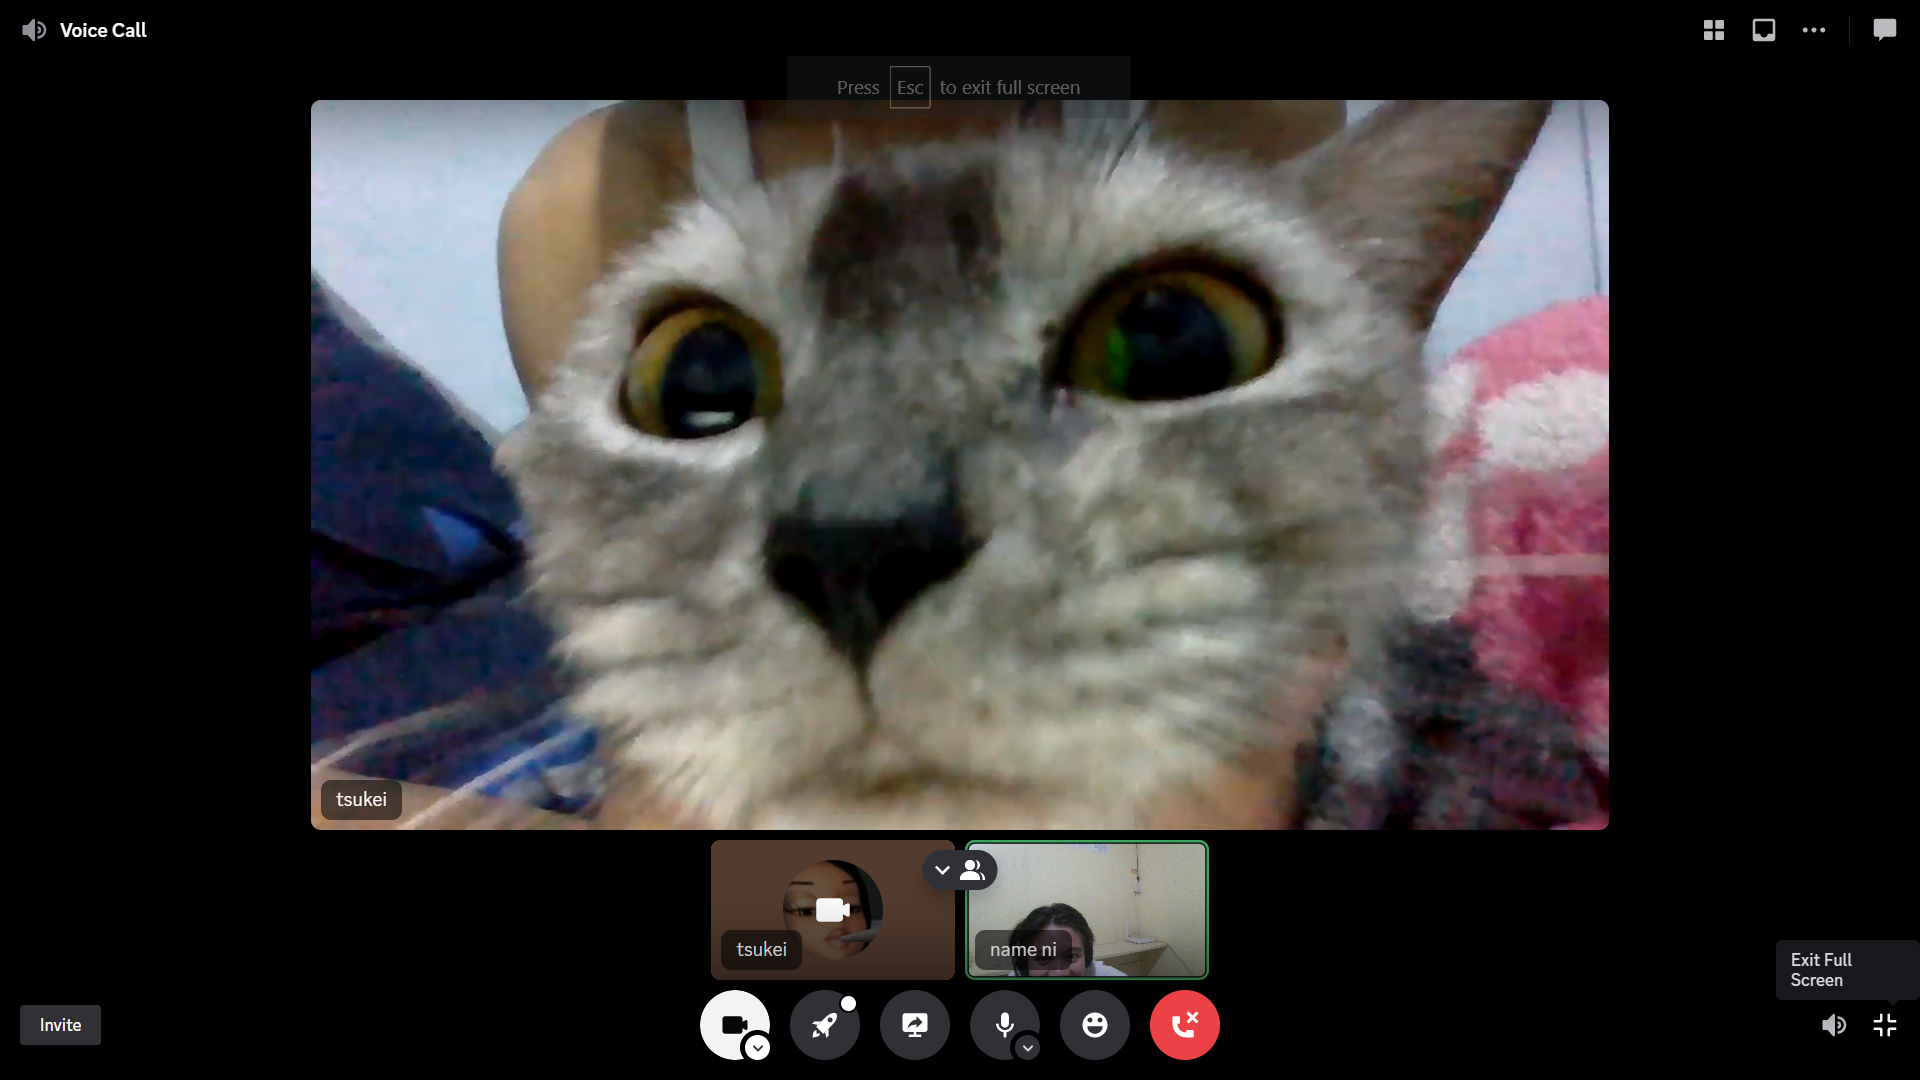 Voice Call
Press Esc to exit full screen
tsukei
tsukei
name ni
Exit Full
Screen
Invite